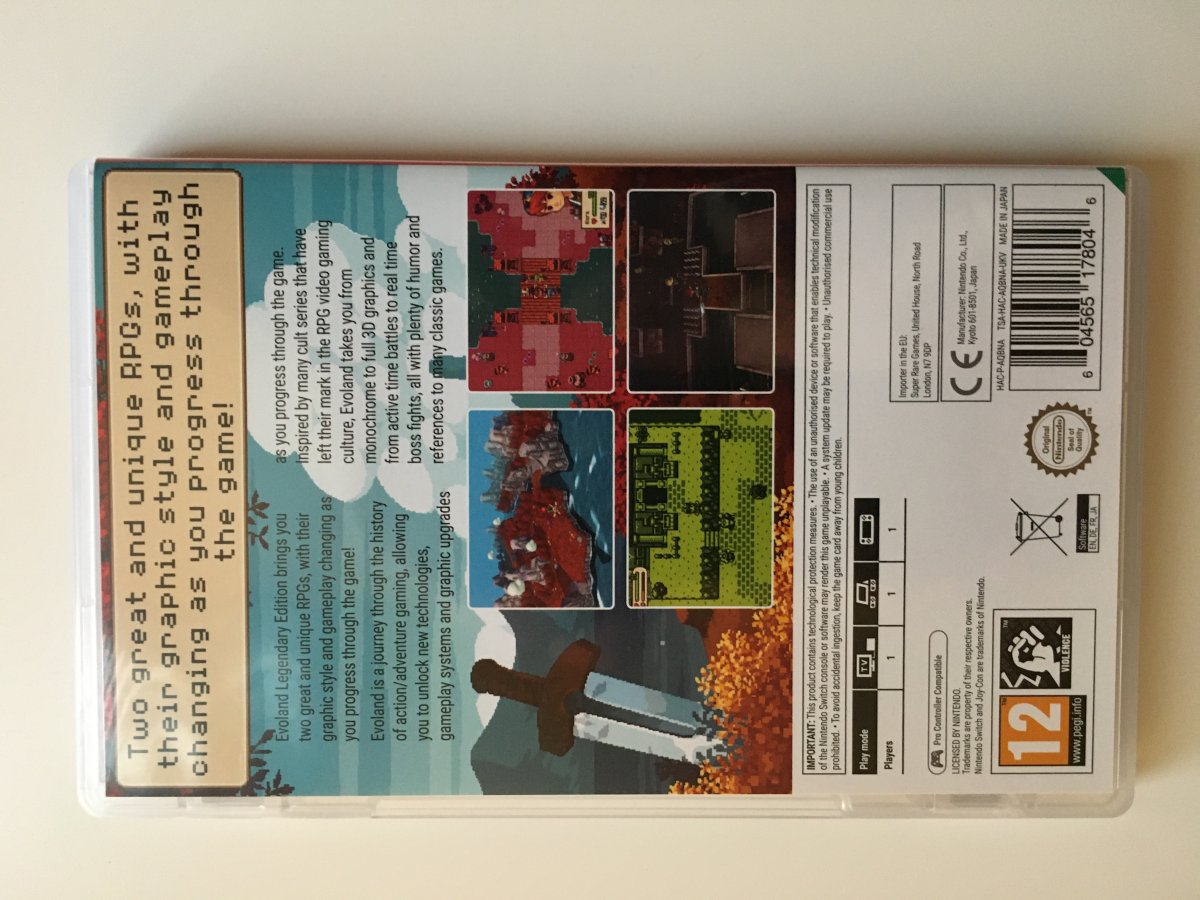 Two great and unique RPGs, with
their graphic style and gameplay
changing as you progress through
the game!
Evoland Legendary Edition brings you
two great and unique RPGs, with their
graphic style and gameplay changing as
you progress through the game!
Evoland is a journey through the history
of action/adventure gaming, allowing
you to unlock new technologies,
gameplay systems and graphic upgrades
as you progress through the game.
Inspired by many cult series that have
left their mark in the RPG video gaming
culture, Evoland takes you from
monochrome to full 3D graphics and
from active time battles to real time
boss fights, all with plenty of humor and
references to many classic games.
IMPORTANT: This product contains technological protection measures. • The use of an unauthorised device or software that enables technical modification
of the Nintendo Switch console or software may render this game unplayable. • A system update may be required to play. • Unauthorised commercial use
prohibited. • To avoid accidental ingestion, keep the game card away from young children.
Play mode TV
Players 1 1 1
Pro Controller Compatible
LICENSED BY NINTENDO.
Trademarks are property of their respective owners.
Nintendo Switch and Joy-Con are trademarks of Nintendo.
12
www.pegi.info
VIOLENCE
Software
EN, DE, FR, JA
Original
Nintendo
Seal of
Quality
Importer in the EU:
Super Rare Games, United House, North Road
London, N7 9DP
CE
Manufacturer: Nintendo Co., Ltd.,
Kyoto 601-8501, Japan
HAC-P-AQBNA TSA-HAC-AQBNA-UKV MADE IN JAPAN
6 04565 17804 6